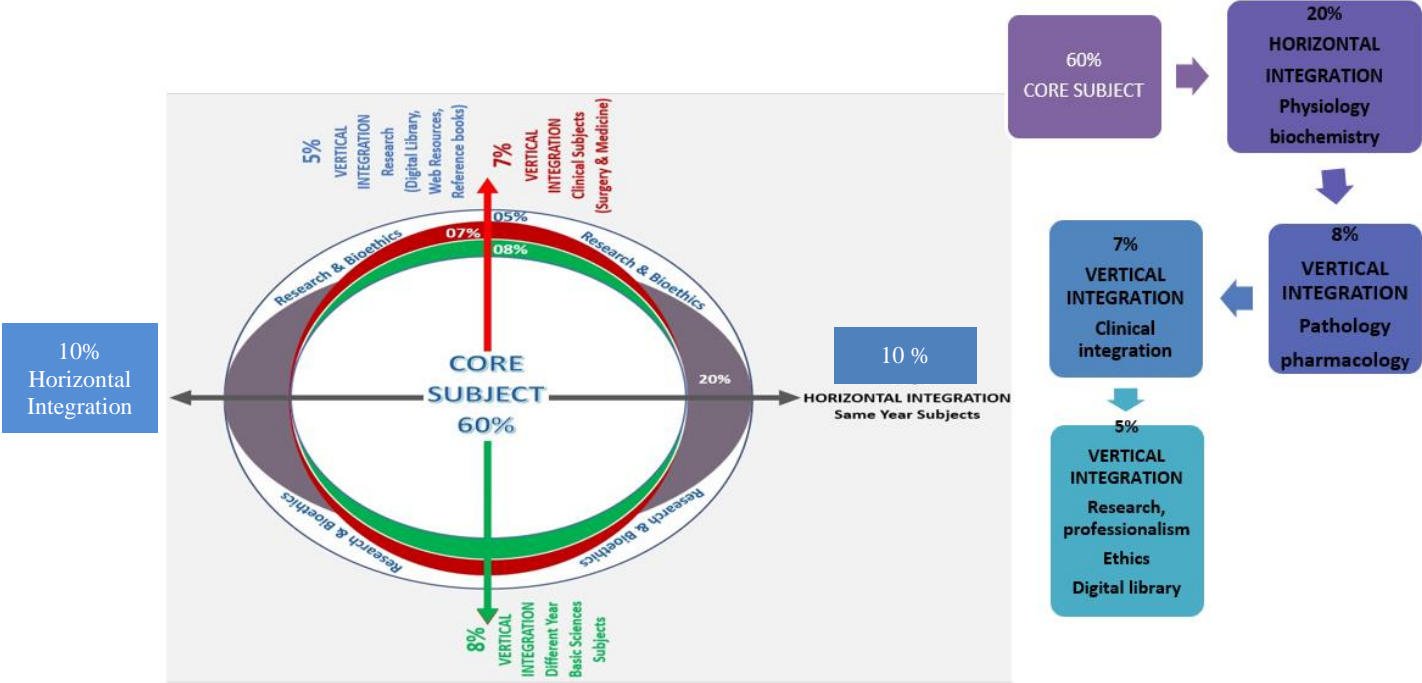 10%
Horizontal
Integration
5%
VERTICAL
INTEGRATION
Research
(Digital Library,
Web Resources,
Reference books)
7%
VERTICAL
INTEGRATION
Clinical Subjects
(Surgery & Medicine)
05%
07%
08%
Research & Bioethics
Research & Bioethics
CORE
SUBJECT
60%
20%
10 %
HORIZONTAL INTEGRATION
Same Year Subjects
Research & Bioethics
Research & Bioethics
8%
VERTICAL
INTEGRATION
Different Year
Basic Sciences
Subjects
60%
CORE SUBJECT
20%
HORIZONTAL
INTEGRATION
Physiology
biochemistry
8%
VERTICAL
INTEGRATION
Pathology
pharmacology
7%
VERTICAL
INTEGRATION
Clinical
integration
5%
VERTICAL
INTEGRATION
Research,
professionalism
Ethics
Digital library